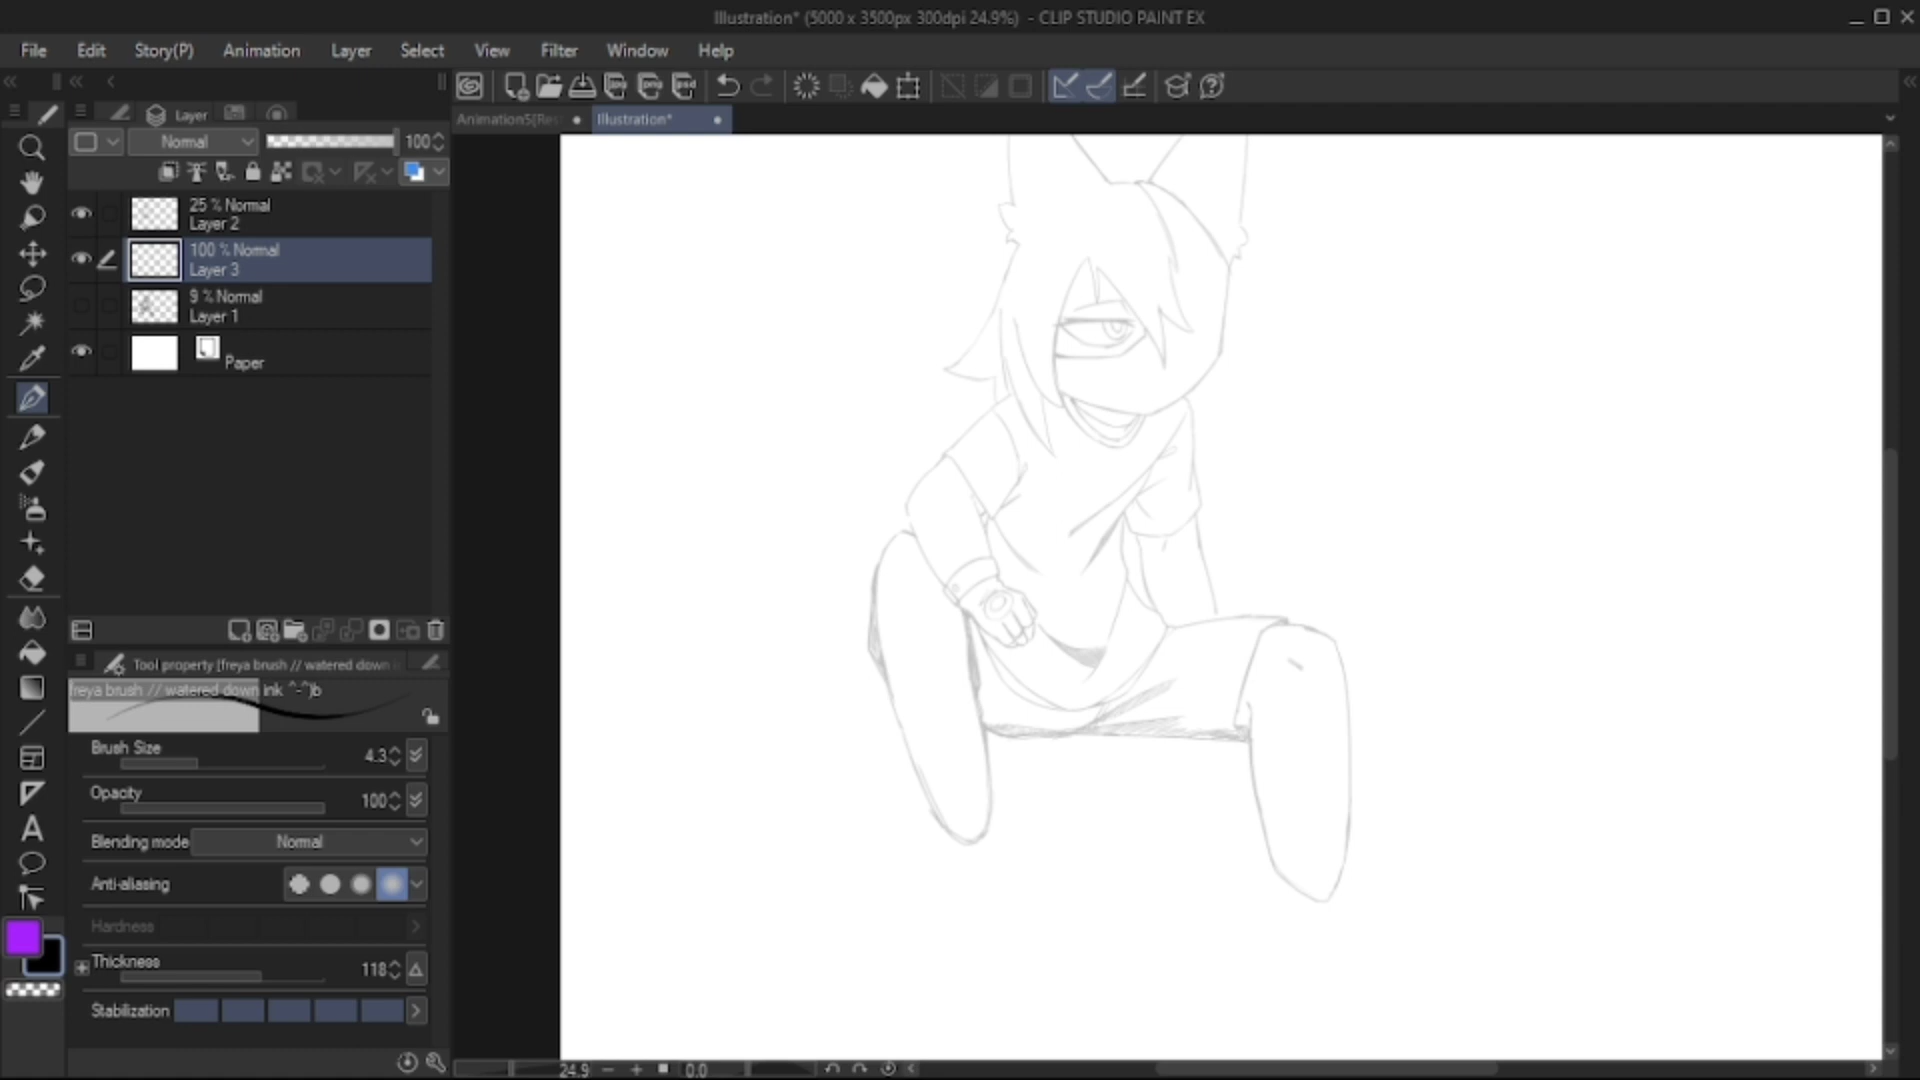 Illustration* (5000 x 3500px 300dpi 24.9%) - CLIP STUDIO PAINT EX
File Edit Story(P) Animation Layer Select View Filter Window Help
Layer
Animation5[Res
Illustration*
Normal 100
25 % Normal
Layer 2
100 % Normal
Layer 3
9 % Normal
Layer 1
Paper
Tool property [freya brush // watered down
freya brush // watered down ink ^-^)b
Brush Size 4.3
Opacity 100
Blending mode Normal
Anti-aliasing
Hardness
Thickness 118
Stabilization
24.9 0.0